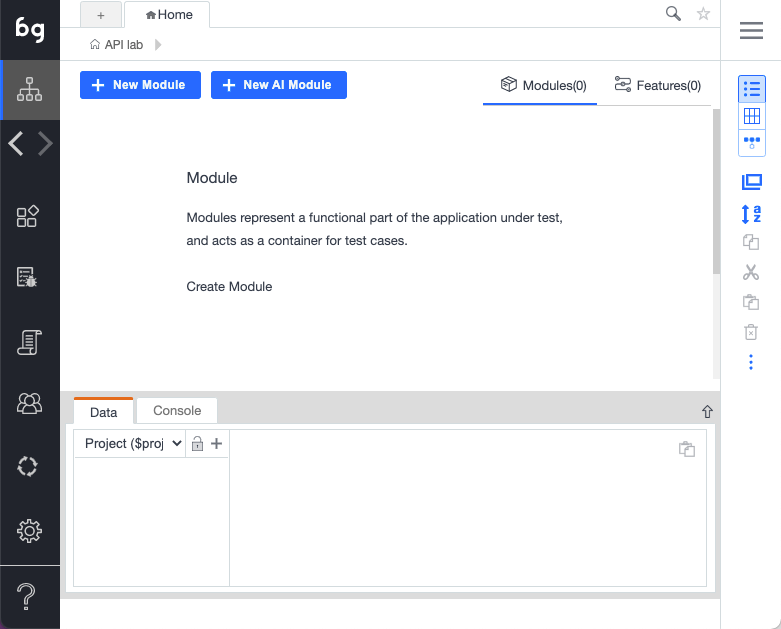 bg
+
Home
API lab
New Module
New AI Module
Modules(0)
Features(0)
Module
Modules represent a functional part of the application under test,
and acts as a container for test cases.
Create Module
a
z
Data
Console
Project ($proj
+
?